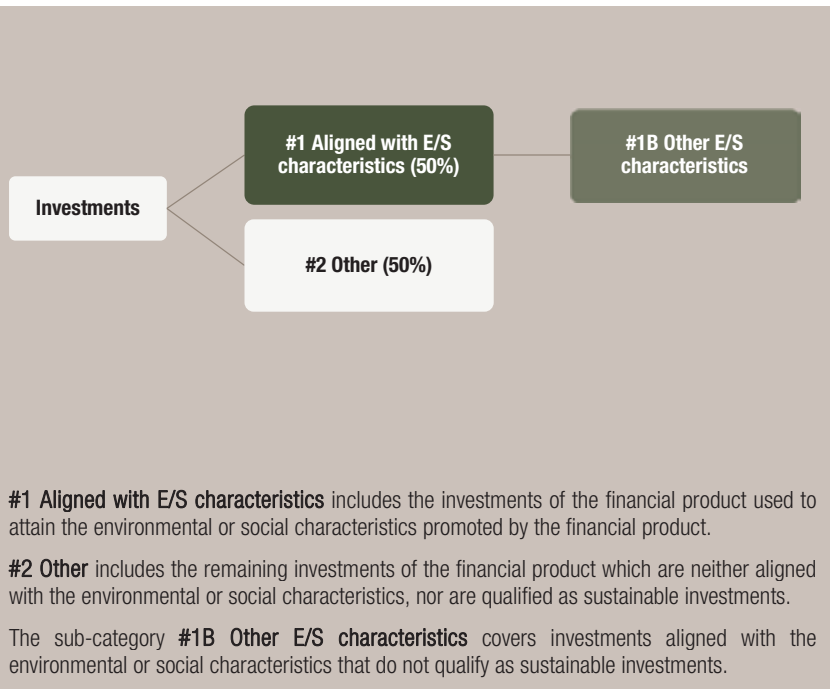 #1 Aligned with E/S
characteristics (50%)
#1B Other E/S
characteristics
Investments
#2 Other (50%)
#1 Aligned with E/S characteristics includes the investments of the financial product used to
attain the environmental or social characteristics promoted by the financial product.
#2 Other includes the remaining investments of the financial product which are neither aligned
with the environmental or social characteristics, nor are qualified as sustainable investments.
The sub-category #1B Other E/S characteristics covers investments aligned with the
environmental or social characteristics that do not qualify as sustainable investments.